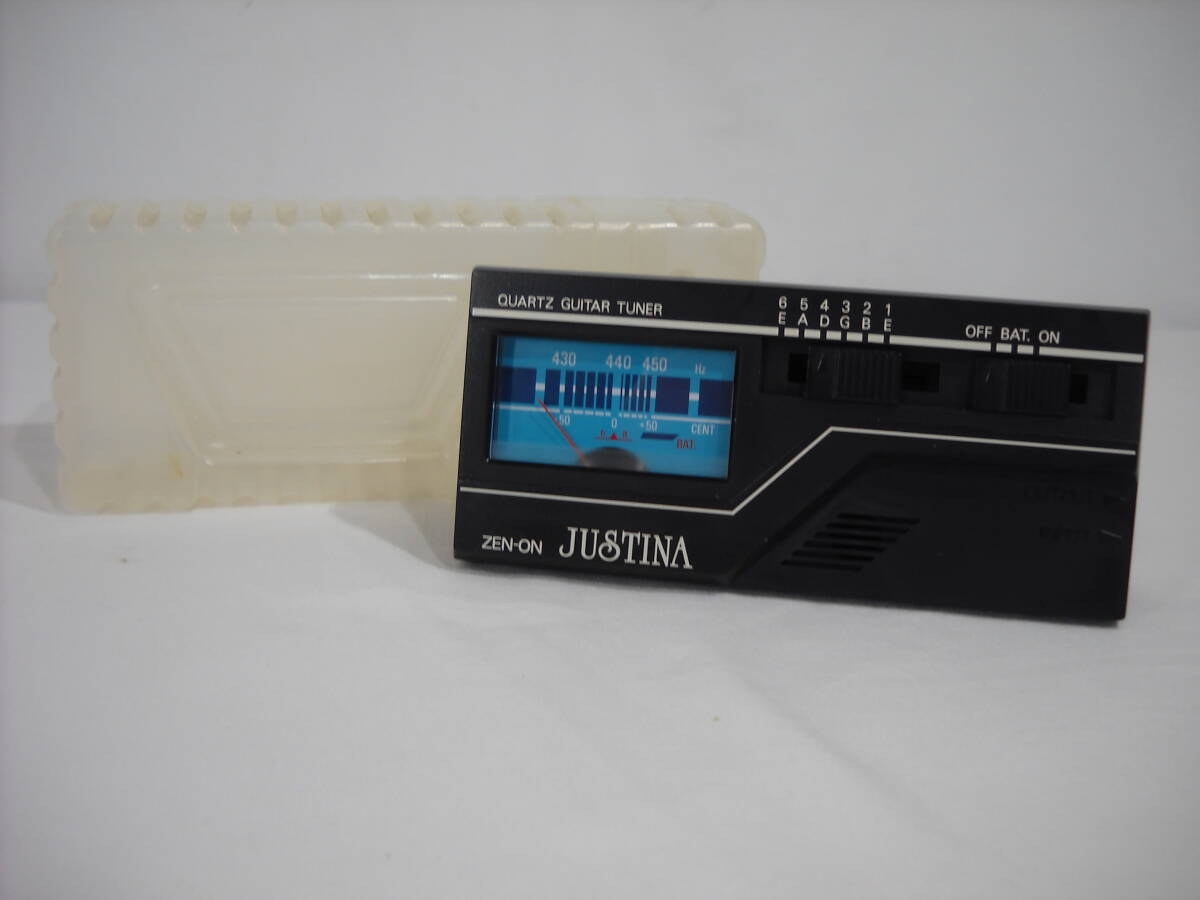 QUARTZ GUITAR TUNER
6 5 4 3 2 1
E A D G B E
OFF BAT. ON
430 440 450 Hz
-50 0 +50 CENT
BAT.
ZEN-ON JUSTINA